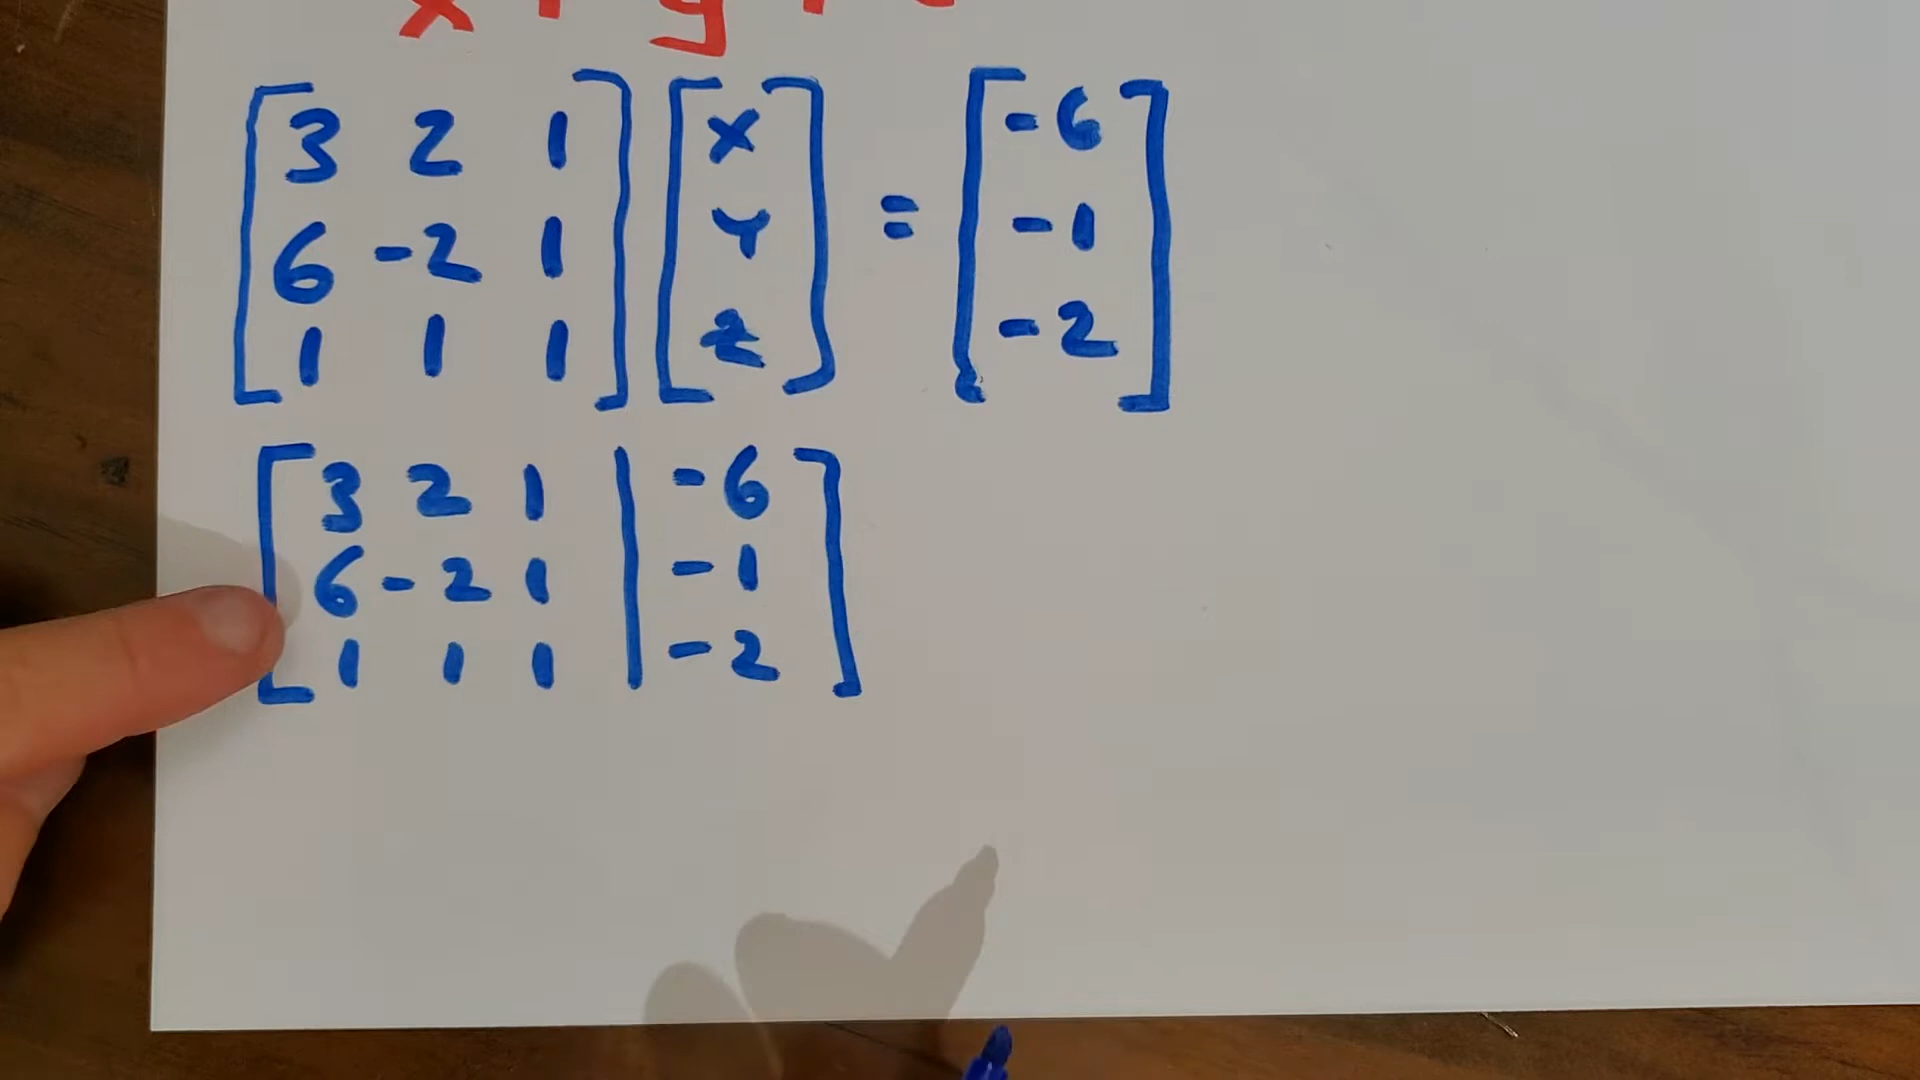 x + y +
[3 2 1] [x] = [-6]
[6 -2 1] [y] [-1]
[1 1 1] [z] [-2]
[3 2 1 | -6]
[6 -2 1 | -1]
[1 1 1 | -2]